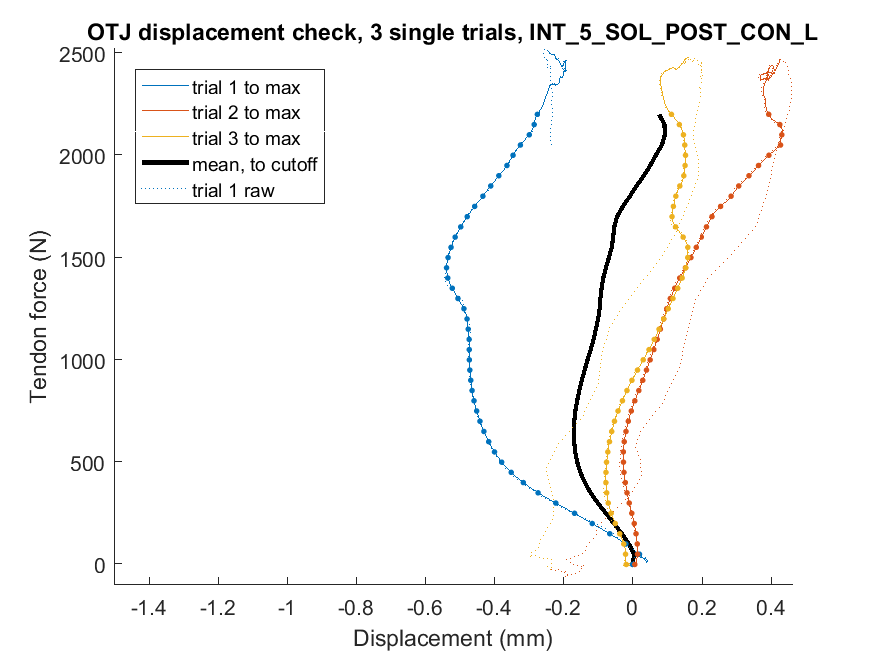 OTJ displacement check, 3 single trials, INT_5_SOL_POST_CON_L
2500
2000
1500
1000
500
0
Tendon force (N)
trial 1 to max
trial 2 to max
trial 3 to max
mean, to cutoff
trial 1 raw
-1.4 -1.2 -1 -0.8 -0.6 -0.4 -0.2 0 0.2 0.4
Displacement (mm)